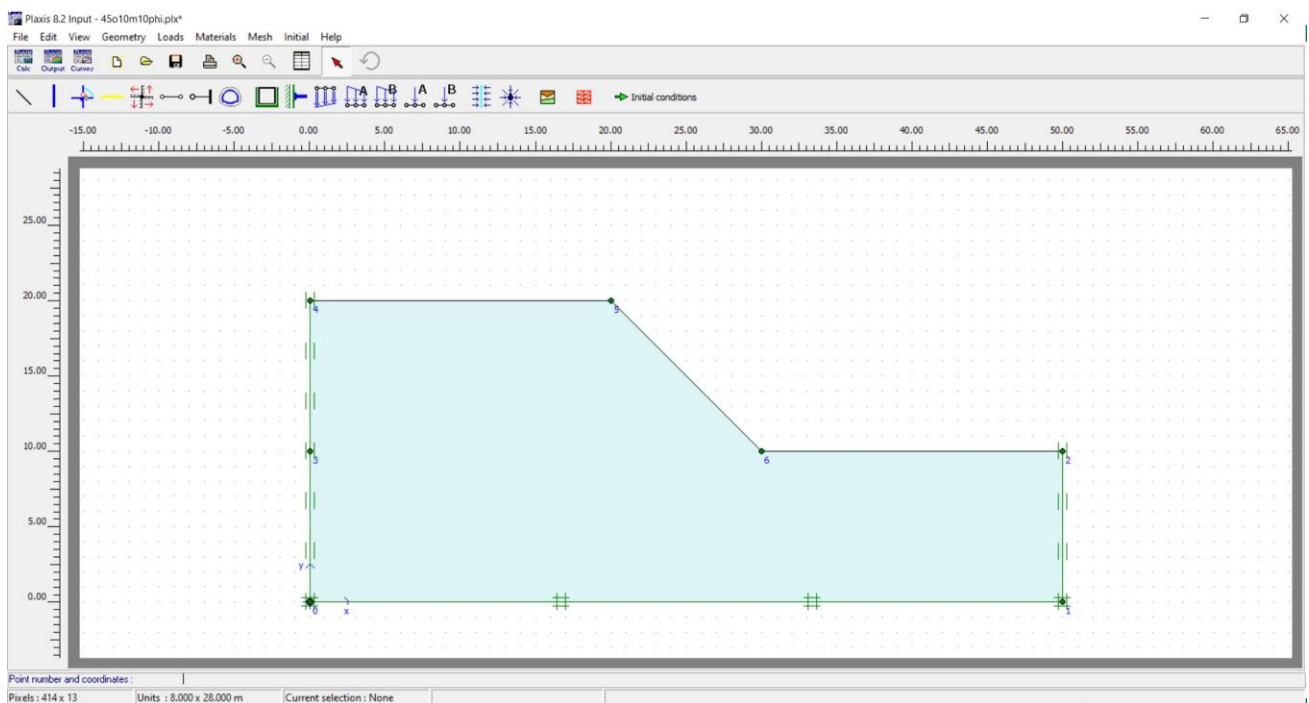 Plaxis 8.2 Input - 45o10m10phi.plx*
File Edit View Geometry Loads Materials Mesh Initial Help
Calc Output Curves
A B A B Initial conditions
-15.00 -10.00 -5.00 0.00 5.00 10.00 15.00 20.00 25.00 30.00 35.00 40.00 45.00 50.00 55.00 60.00 65.00
25.00
20.00
4 5
15.00
10.00
3 6 2
5.00
y
0.00
0 x 1
Point number and coordinates :
Pixels : 414 x 13 Units : 8.000 x 28.000 m Current selection : None